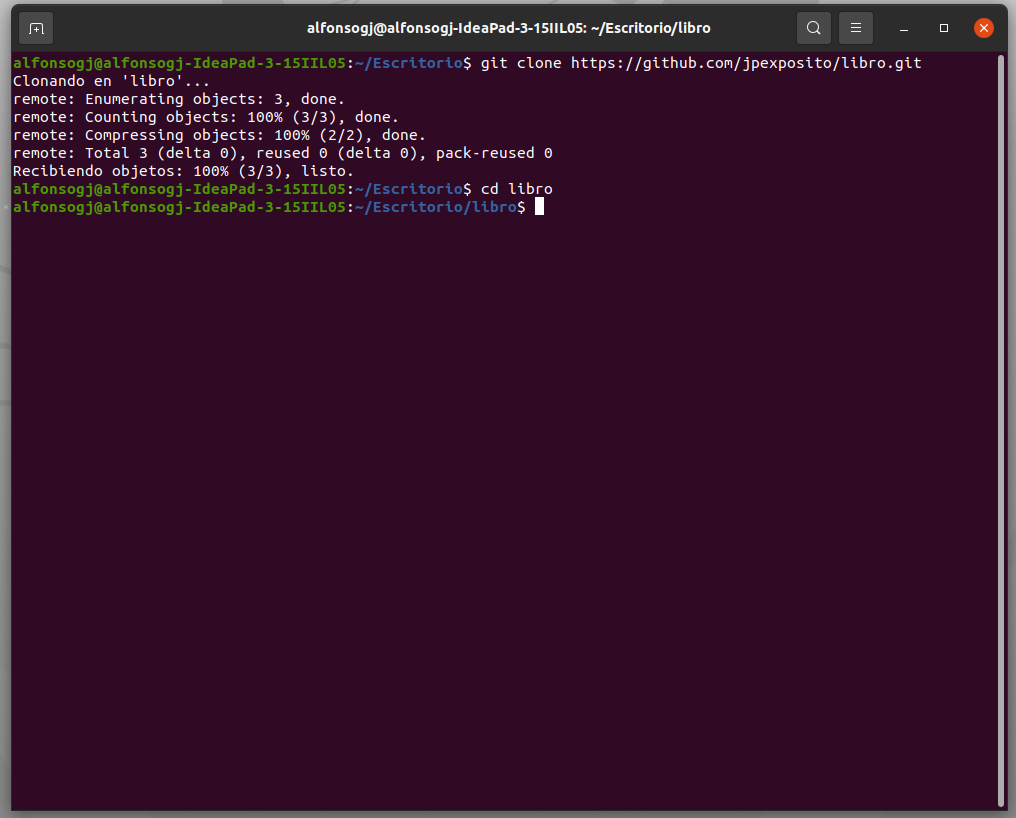 alfonsogj@alfonsogj-IdeaPad-3-15IIL05: ~/Escritorio/libro
alfonsogj@alfonsogj-IdeaPad-3-15IIL05:~/Escritorio$ git clone https://github.com/jpexposito/libro.git
Clonando en 'libro'...
remote: Enumerating objects: 3, done.
remote: Counting objects: 100% (3/3), done.
remote: Compressing objects: 100% (2/2), done.
remote: Total 3 (delta 0), reused 0 (delta 0), pack-reused 0
Recibiendo objetos: 100% (3/3), listo.
alfonsogj@alfonsogj-IdeaPad-3-15IIL05:~/Escritorio$ cd libro
alfonsogj@alfonsogj-IdeaPad-3-15IIL05:~/Escritorio/libro$